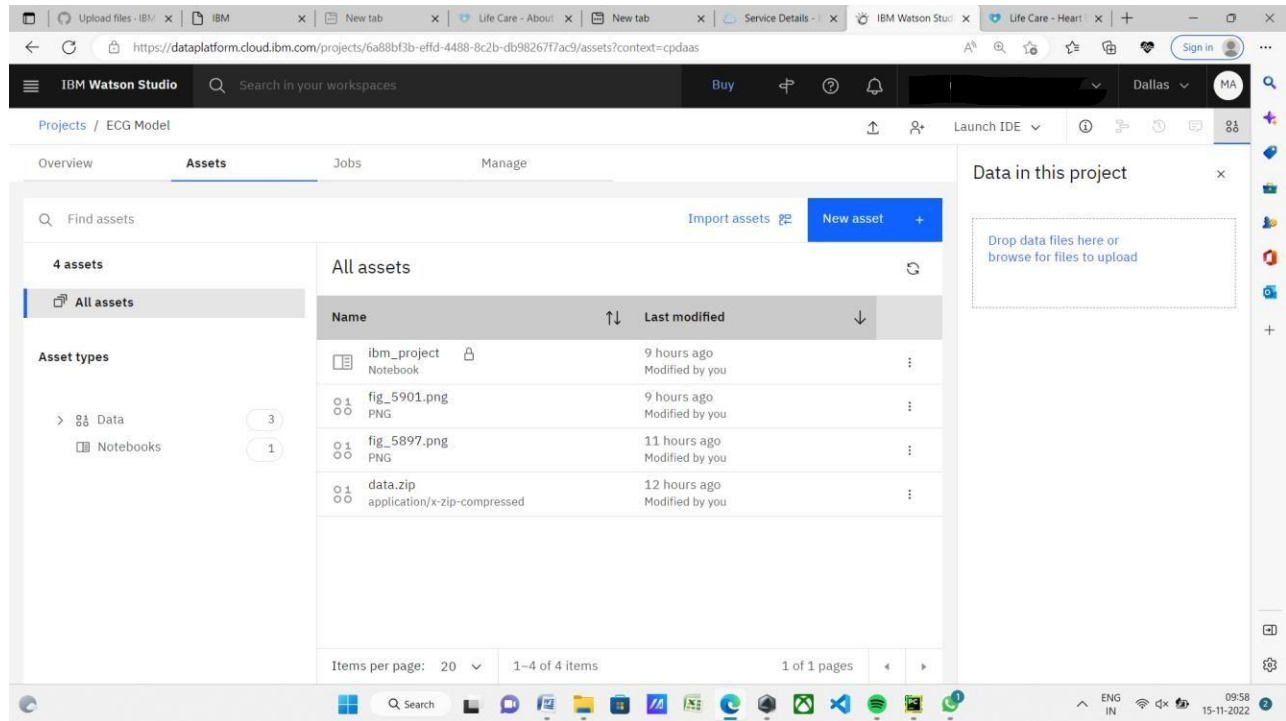 Upload files · IBM
IBM
New tab
Life Care - About
New tab
Service Details - I
IBM Watson Stud
Life Care - Heart
https://dataplatform.cloud.ibm.com/projects/6a88bf3b-effd-4488-8c2b-db98267f7ac9/assets?context=cpdaas
Sign in
IBM Watson Studio
Search in your workspaces
Buy
Dallas
MA
Projects / ECG Model
Launch IDE
Overview
Assets
Jobs
Manage
Data in this project
Find assets
Import assets
New asset +
Drop data files here or
browse for files to upload
4 assets
All assets
All assets
Name
Last modified
Asset types
ibm_project
Notebook
9 hours ago
Modified by you
fig_5901.png
PNG
9 hours ago
Modified by you
Data 3
Notebooks 1
fig_5897.png
PNG
11 hours ago
Modified by you
data.zip
application/x-zip-compressed
12 hours ago
Modified by you
Items per page: 20
1–4 of 4 items
1 of 1 pages
Search
ENG
IN
09:58
15-11-2022
2